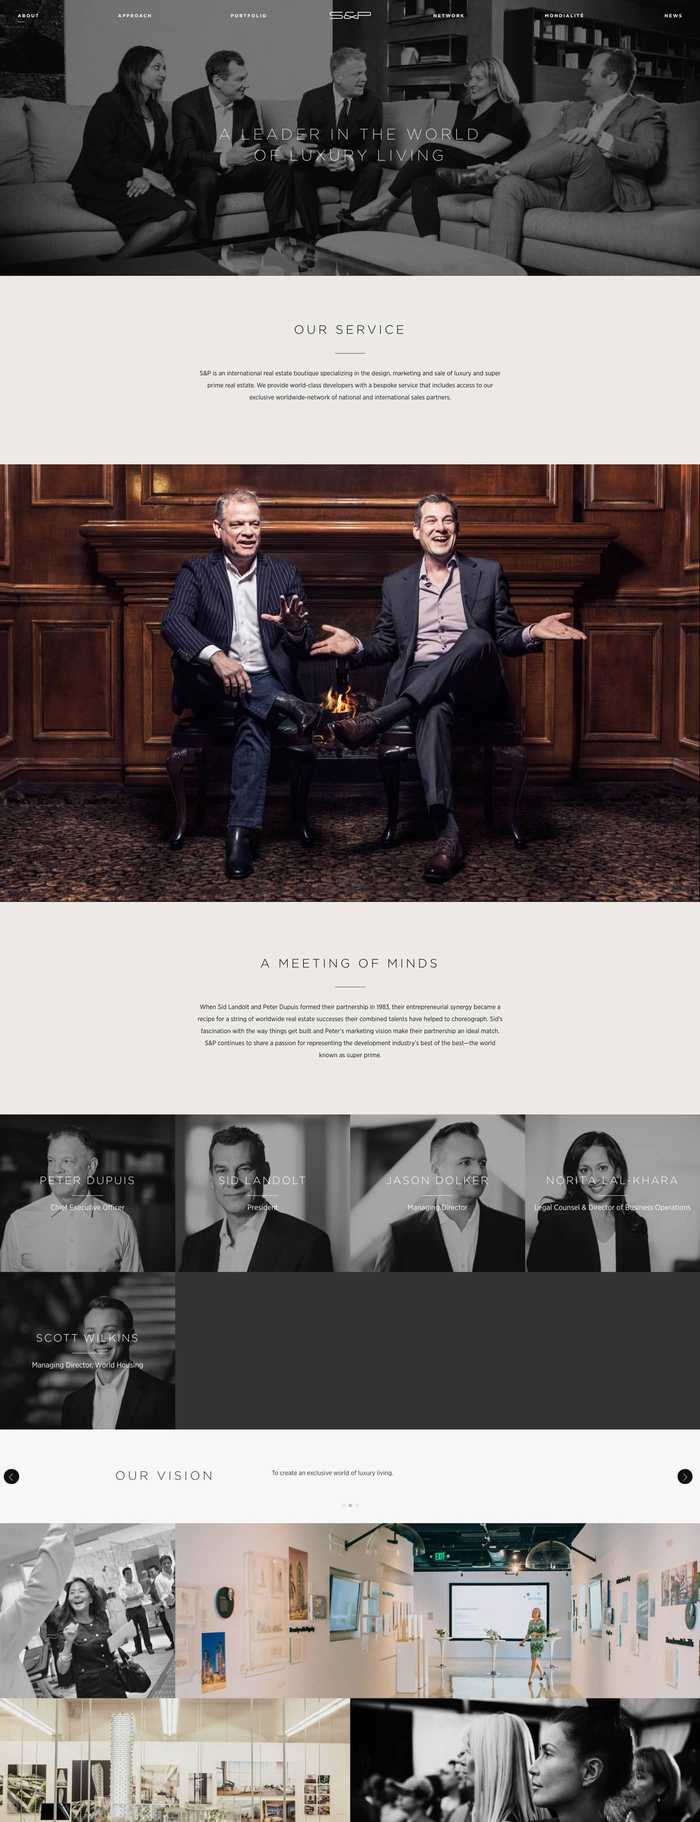 ABOUT
APPROACH
PORTFOLIO
S&P
NETWORK
MONDIALITÉ
NEWS
A LEADER IN THE WORLD
OF LUXURY LIVING
OUR SERVICE
S&P is an international real estate boutique specializing in the design, marketing and sale of luxury and super
prime real estate. We provide world-class developers with a bespoke service that includes access to our
exclusive worldwide-network of national and international sales partners.
A MEETING OF MINDS
When Sid Landolt and Peter Dupuis formed their partnership in 1983, their entrepreneurial synergy became a
recipe for a string of worldwide real estate successes their combined talents have helped to choreograph. Sid's
fascination with the way things get built and Peter's marketing vision make their partnership an ideal match.
S&P continues to share a passion for representing the development industry's best of the best—the world
known as super prime.
PETER DUPUIS
Chief Executive Officer
SID LANDOLT
President
JASON DOLKER
Managing Director
NORITA LAL-KHARA
Legal Counsel & Director of Business Operations
SCOTT WILKINS
Managing Director, World Housing
OUR VISION
To create an exclusive world of luxury living.
EXIT